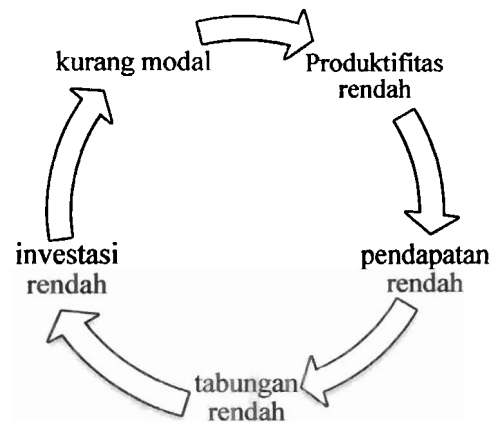 kurang modal
Produktifitas
rendah
pendapatan
rendah
tabungan
rendah
investasi
rendah